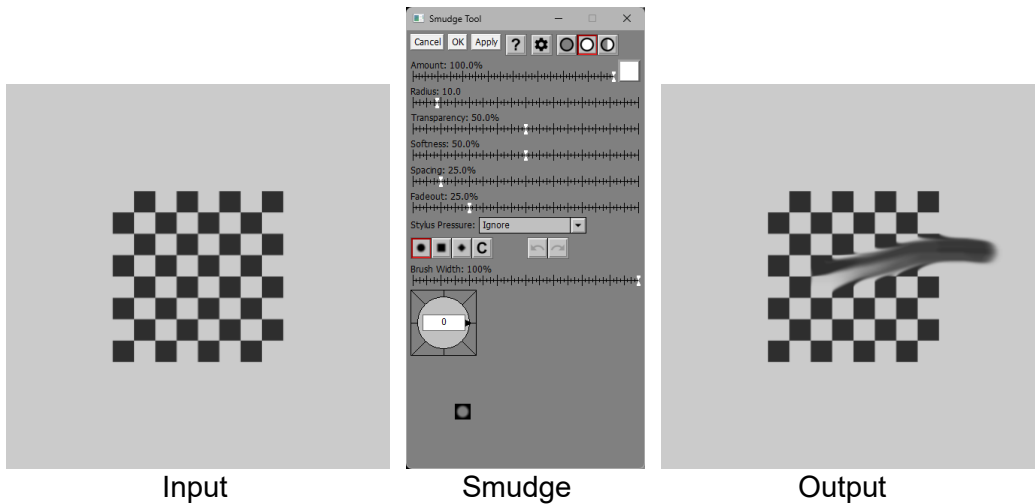 Smudge Tool
Cancel OK Apply ?
Amount: 100.0%
Radius: 10.0
Transparency: 50.0%
Softness: 50.0%
Spacing: 25.0%
Fadeout: 25.0%
Stylus Pressure: Ignore
C
Brush Width: 100%
0
Input Smudge Output